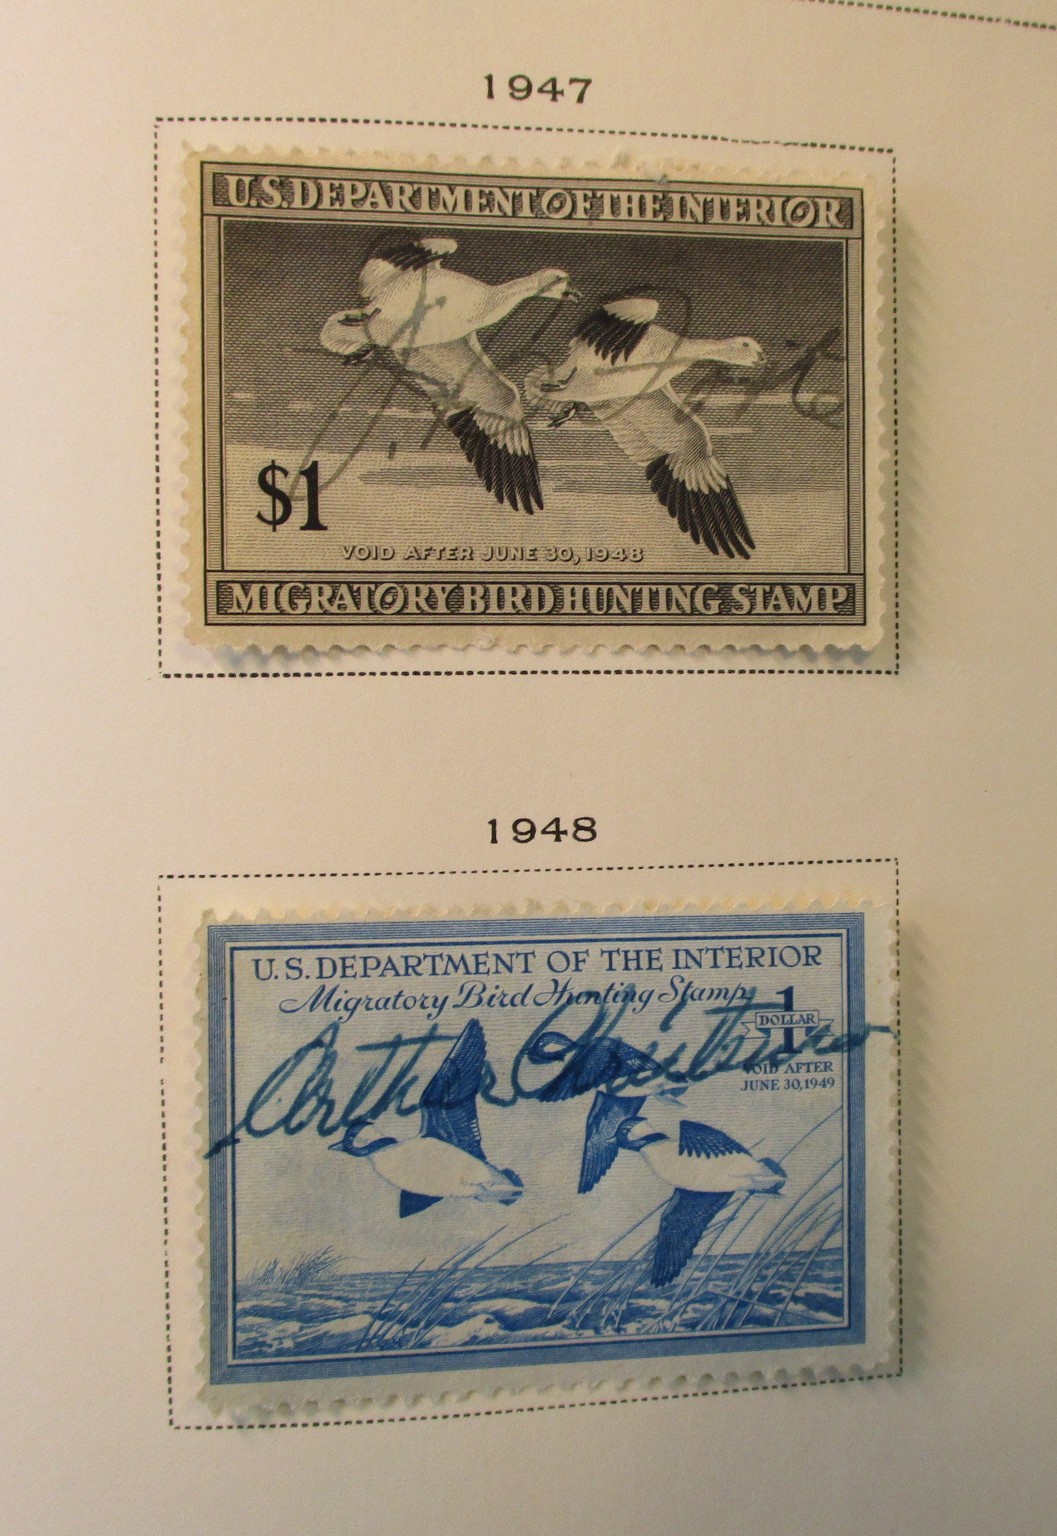 1947
U.S. DEPARTMENT OF THE INTERIOR
$1
VOID AFTER JUNE 30, 1948
MIGRATORY BIRD HUNTING STAMP
1948
U.S. DEPARTMENT OF THE INTERIOR
Migratory Bird Hunting Stamp
1
DOLLAR
VOID AFTER
JUNE 30, 1949
Arthur